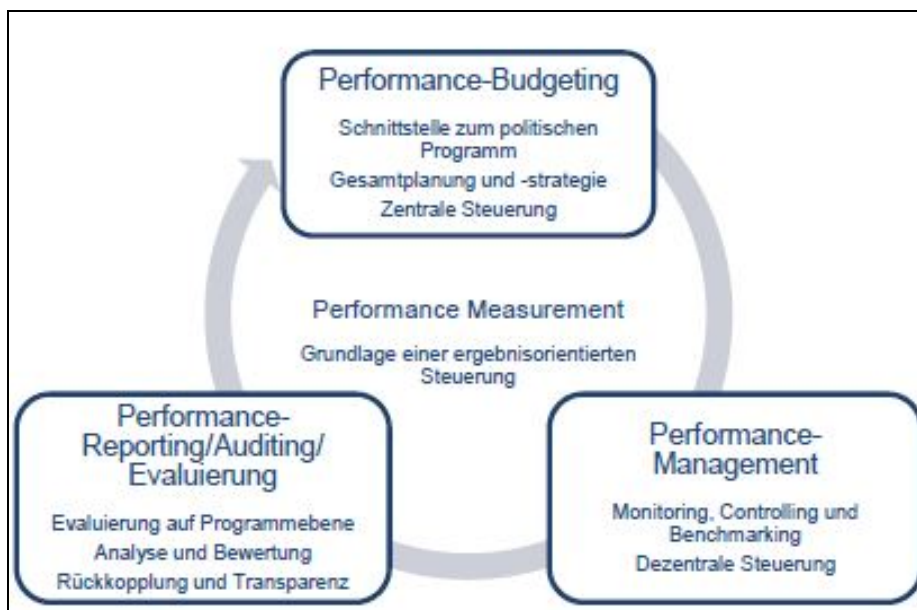 Performance-Budgeting
Schnittstelle zum politischen
Programm
Gesamtplanung und -strategie
Zentrale Steuerung
Performance Measurement
Grundlage einer ergebnisorientierten
Steuerung
Performance-
Reporting/Auditing/
Evaluierung
Evaluierung auf Programmebene
Analyse und Bewertung
Rückkopplung und Transparenz
Performance-
Management
Monitoring, Controlling und
Benchmarking
Dezentrale Steuerung